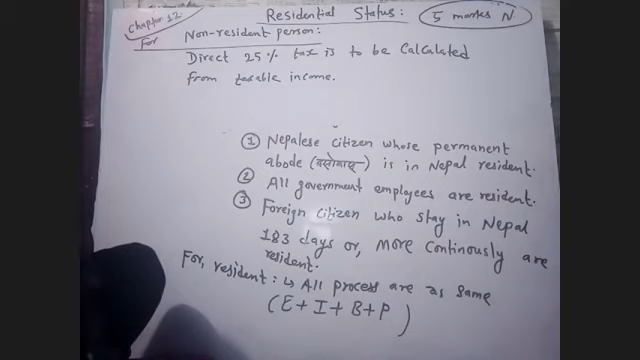 Chapter 12
Residential Status:
5 marks N
For Non-resident person:
Direct 25% tax is to be Calculated
from taxable income.
① Nepalese citizen whose permanent
abode (बसोबास) is in Nepal resident.
② All government employees are resident.
③ Foreign citizen who stay in Nepal
183 days or, more continously are
resident.
For, resident: ↳ All process are as same
(E+I+B+P)